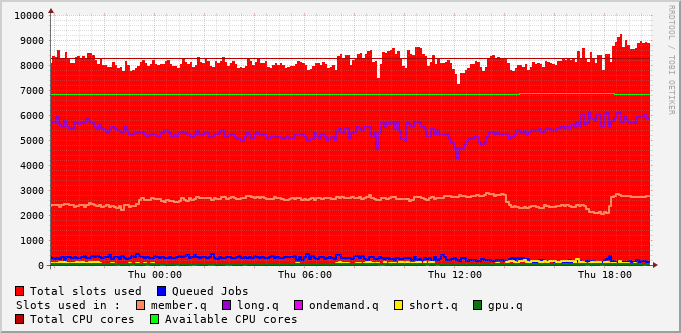 10000
9000
8000
7000
6000
5000
4000
3000
2000
1000
0
Thu 00:00 Thu 06:00 Thu 12:00 Thu 18:00
RRDTOOL / TOBI OETIKER
Total slots used Queued Jobs
Slots used in : member.q long.q ondemand.q short.q gpu.q
Total CPU cores Available CPU cores